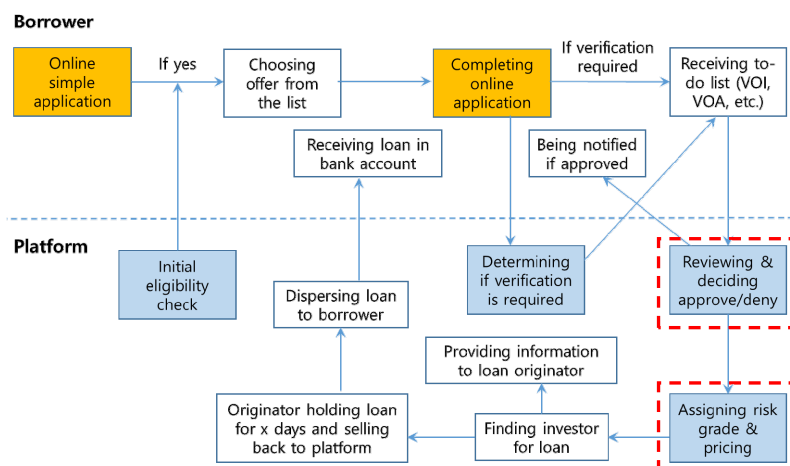 Borrower
Online
simple
application
If yes
Choosing
offer from
the list
Completing
online
application
If verification
required
Receiving to-
do list (VOI,
VOA, etc.)
Receiving loan in
bank account
Being notified
if approved
Platform
Initial
eligibility
check
Determining
if verification
is required
Reviewing &
deciding
approve/deny
Dispersing loan
to borrower
Providing information
to loan originator
Originator holding loan
for x days and selling
back to platform
Finding investor
for loan
Assigning risk
grade &
pricing